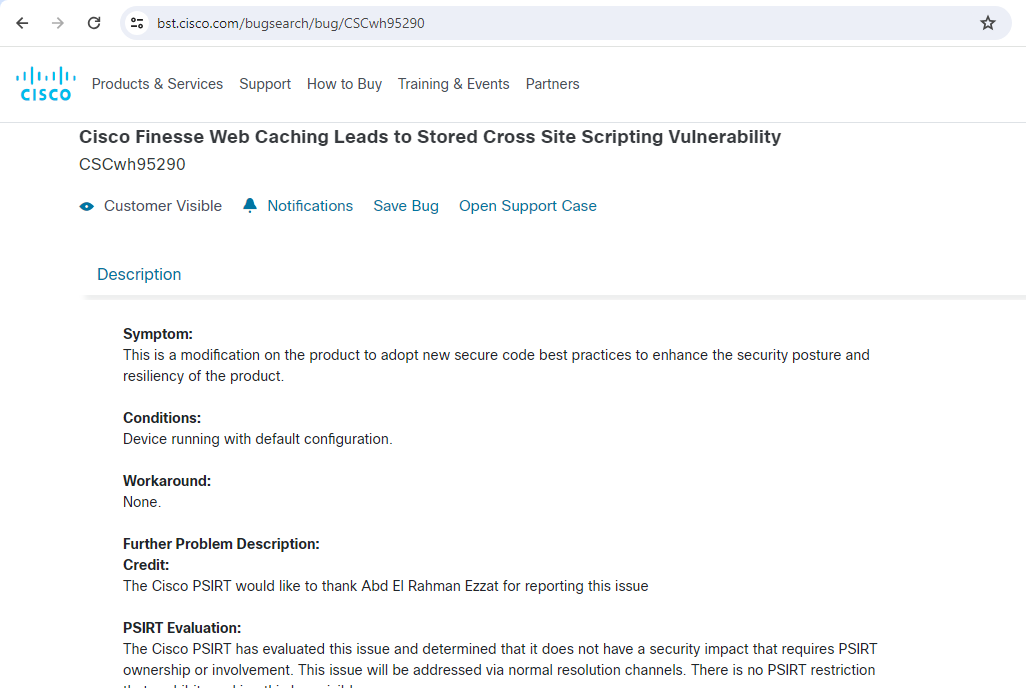 bst.cisco.com/bugsearch/bug/CSCwh95290
CISCO
Products & Services Support How to Buy Training & Events Partners
Cisco Finesse Web Caching Leads to Stored Cross Site Scripting Vulnerability
CSCwh95290
Customer Visible Notifications Save Bug Open Support Case
Description
Symptom:
This is a modification on the product to adopt new secure code best practices to enhance the security posture and
resiliency of the product.
Conditions:
Device running with default configuration.
Workaround:
None.
Further Problem Description:
Credit:
The Cisco PSIRT would like to thank Abd El Rahman Ezzat for reporting this issue
PSIRT Evaluation:
The Cisco PSIRT has evaluated this issue and determined that it does not have a security impact that requires PSIRT
ownership or involvement. This issue will be addressed via normal resolution channels. There is no PSIRT restriction